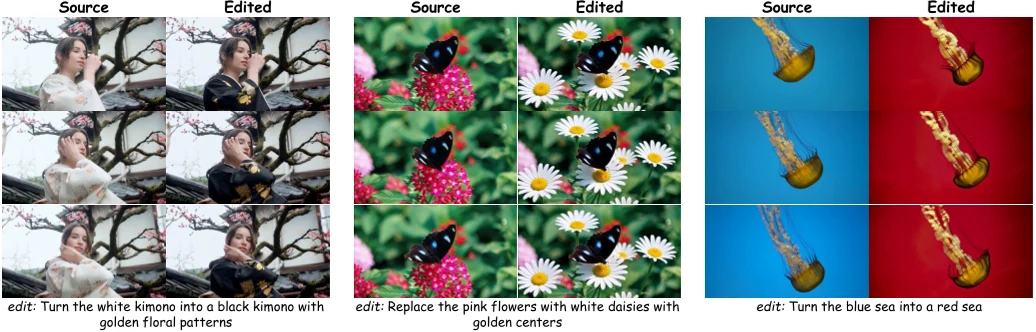 Source Edited
edit: Turn the white kimono into a black kimono with
golden floral patterns
Source Edited
edit: Replace the pink flowers with white daisies with
golden centers
Source Edited
edit: Turn the blue sea into a red sea